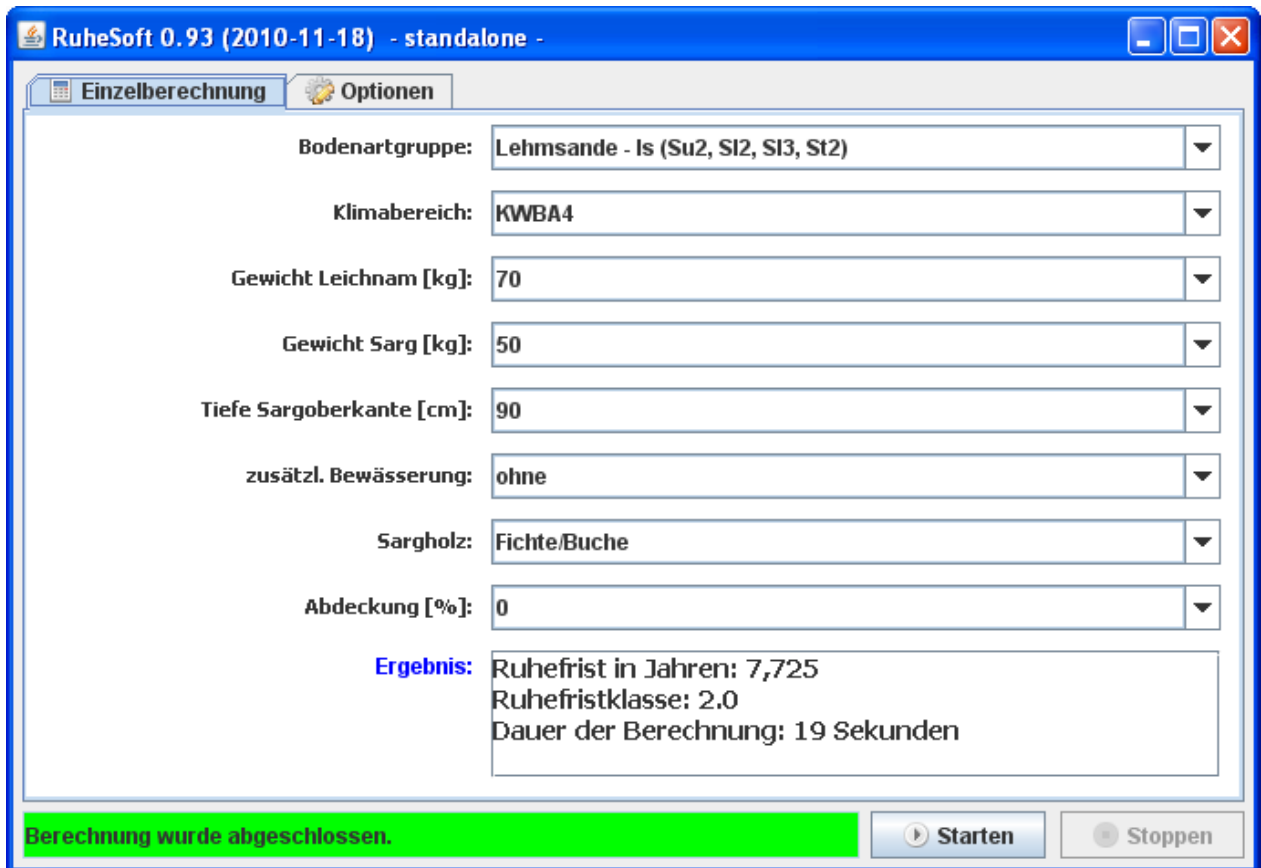 RuheSoft 0.93 (2010-11-18) - standalone -
Einzelberechnung Optionen
Bodenartgruppe: Lehmsande - ls (Su2, Sl2, Sl3, St2)
Klimabereich: KWBA4
Gewicht Leichnam [kg]: 70
Gewicht Sarg [kg]: 50
Tiefe Sargoberkante [cm]: 90
zusätzl. Bewässerung: ohne
Sargholz: Fichte/Buche
Abdeckung [%]: 0
Ergebnis: Ruhefrist in Jahren: 7,725
Ruhefristklasse: 2.0
Dauer der Berechnung: 19 Sekunden
Berechnung wurde abgeschlossen. Starten Stoppen